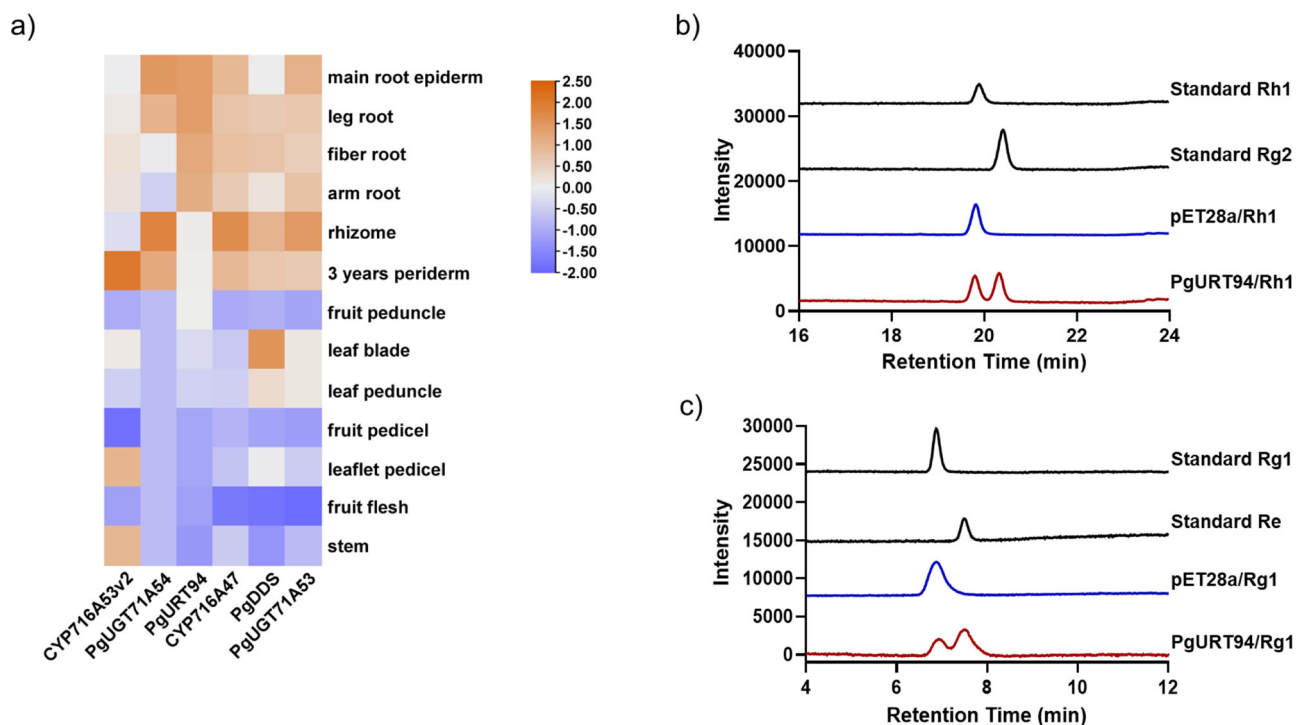 a)
main root epiderm
leg root
fiber root
arm root
rhizome
3 years periderm
fruit peduncle
leaf blade
leaf peduncle
fruit pedicel
leaflet pedicel
fruit flesh
stem
CYP716A53v2
PgUGT71A54
PgURT94
CYP716A47
PgDDS
PgUGT71A53
2.50
2.00
1.50
1.00
0.50
0.00
-0.50
-1.00
-1.50
-2.00
b)
Intensity
40000
30000
20000
10000
0
16
18
20
22
24
Retention Time (min)
Standard Rh1
Standard Rg2
pET28a/Rh1
PgURT94/Rh1
c)
Intensity
30000
25000
20000
15000
10000
5000
0
4
6
8
10
12
Retention Time (min)
Standard Rg1
Standard Re
pET28a/Rg1
PgURT94/Rg1